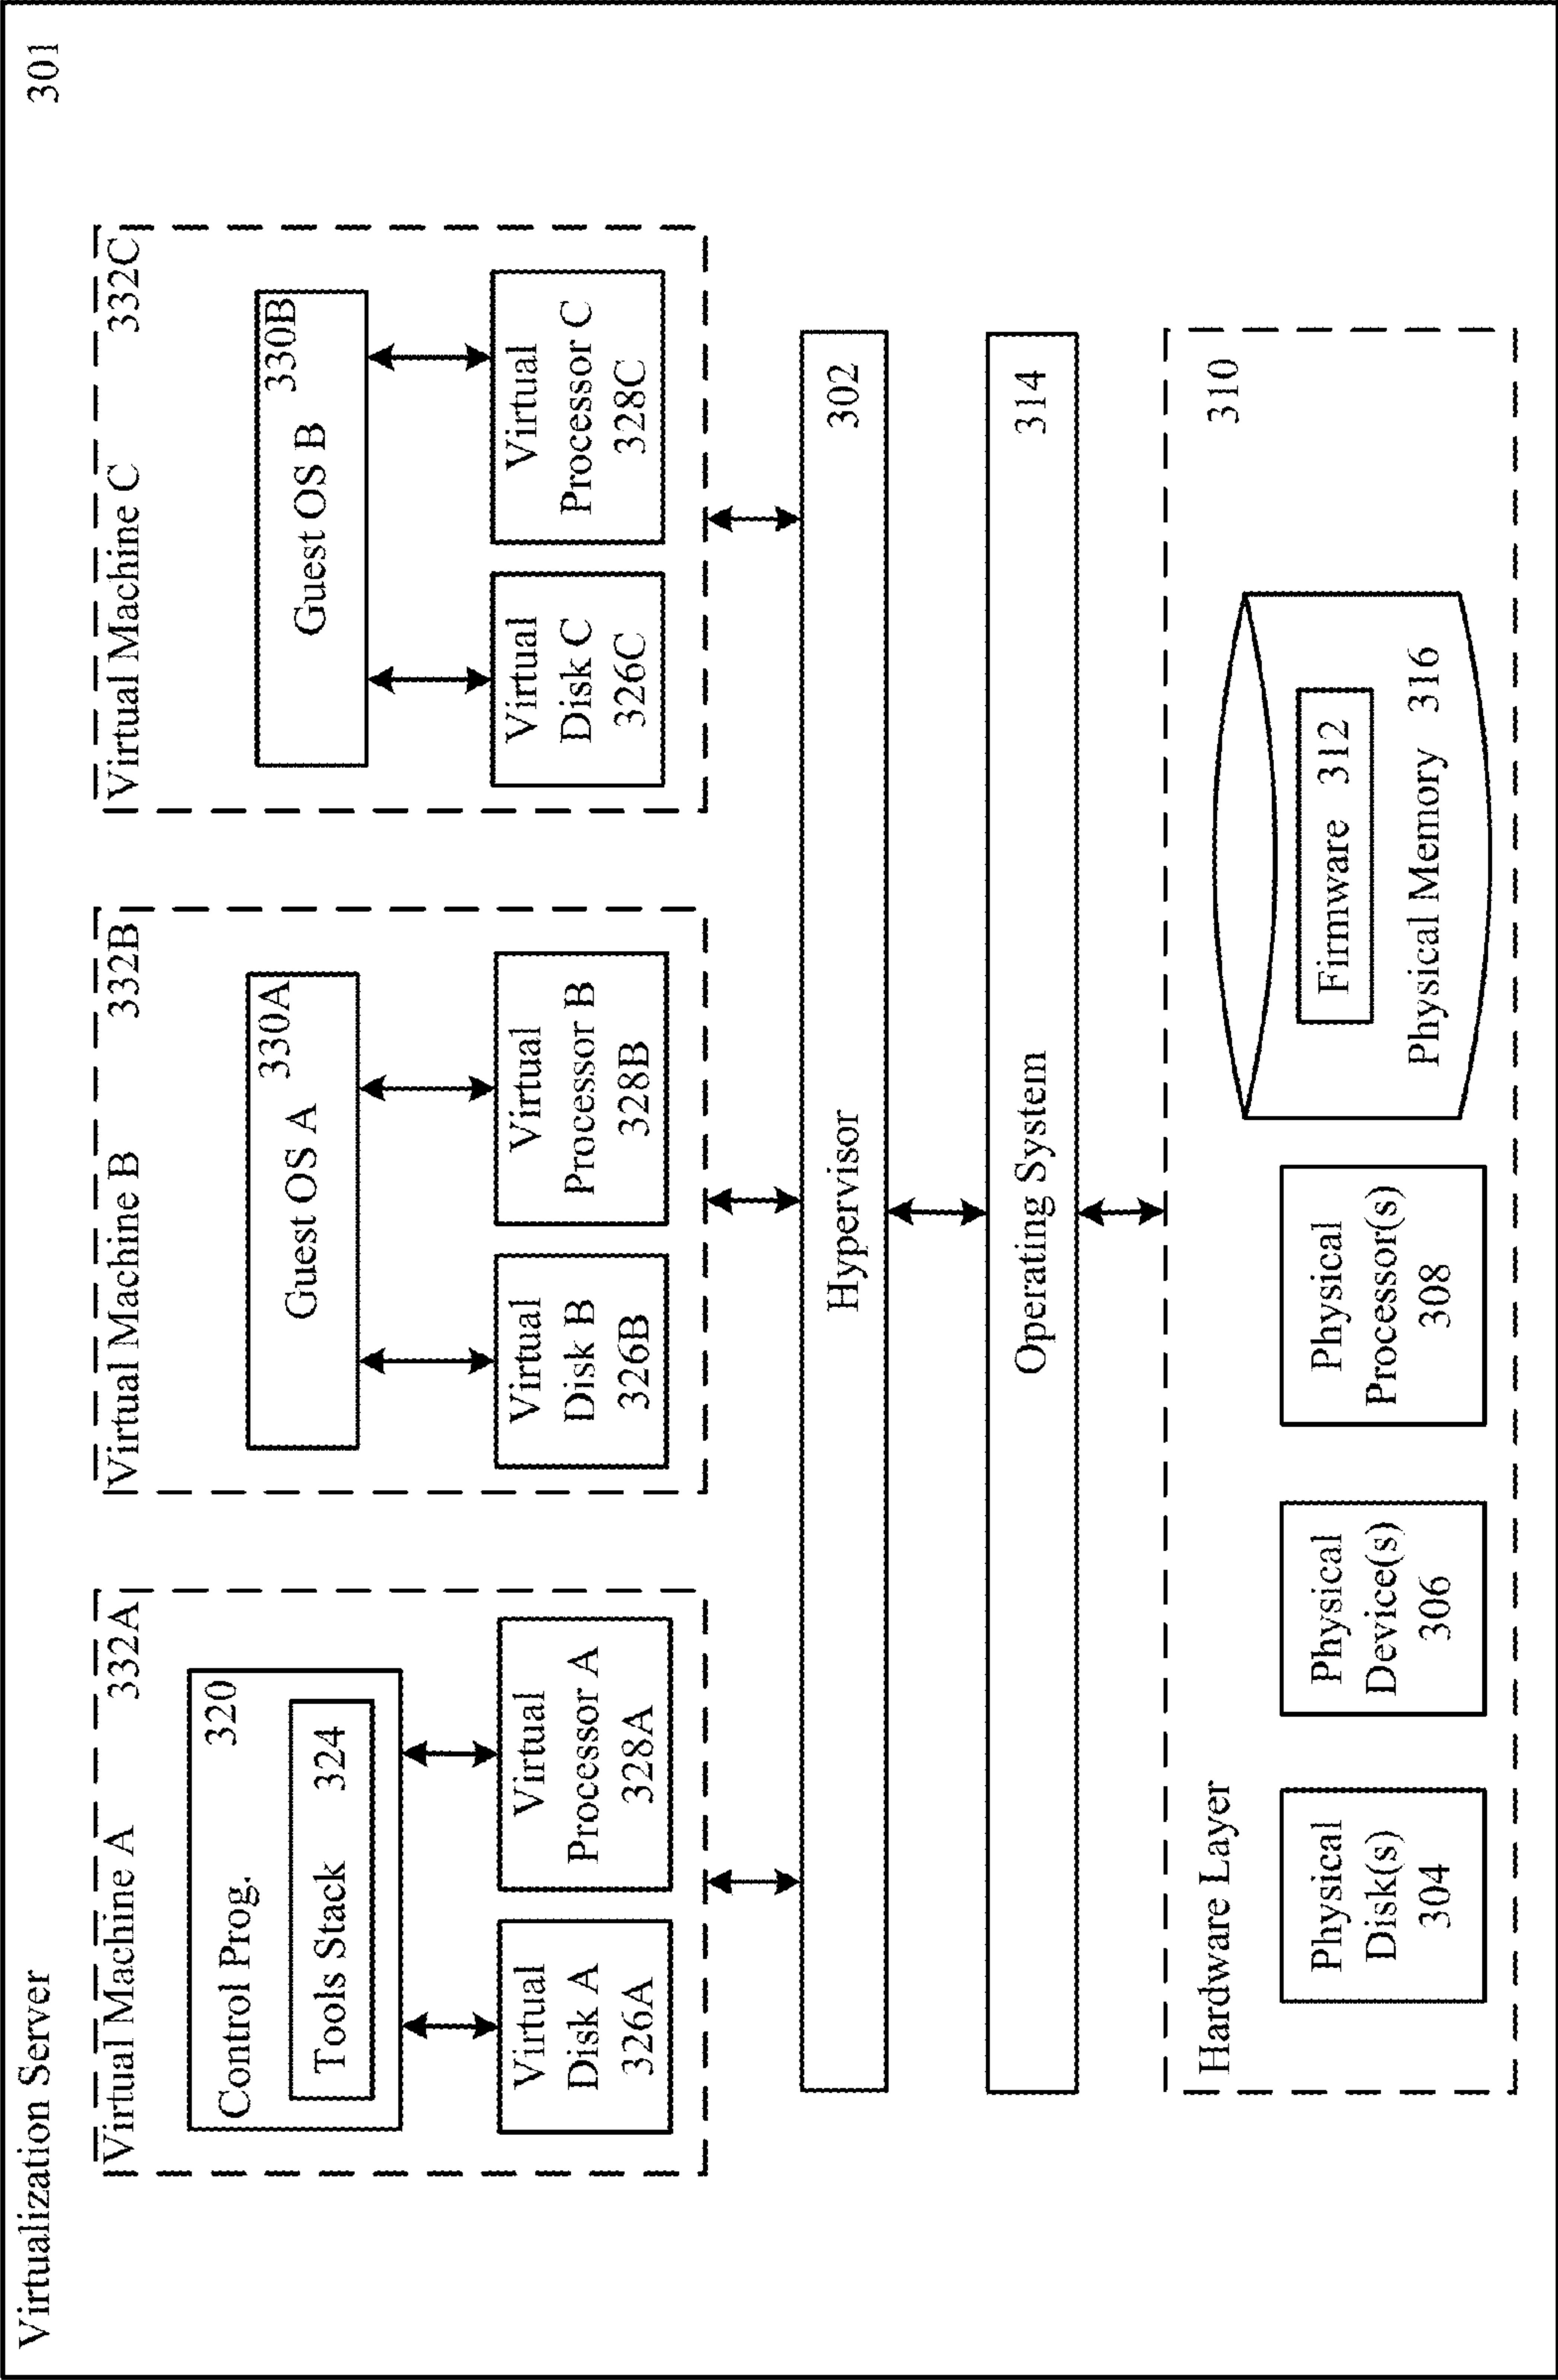 Virtualization Server 301
Virtual Machine A 332A
Control Prog. 320
Tools Stack 324
Virtual
Disk A
326A
Virtual
Processor A
328A
Virtual Machine B 332B
330A
Guest OS A
Virtual
Disk B
326B
Virtual
Processor B
328B
Virtual Machine C 332C
330B
Guest OS B
Virtual
Disk C
326C
Virtual
Processor C
328C
Hypervisor 302
Operating System 314
Hardware Layer 310
Physical
Disk(s)
304
Physical
Device(s)
306
Physical
Processor(s)
308
Firmware 312
Physical Memory 316